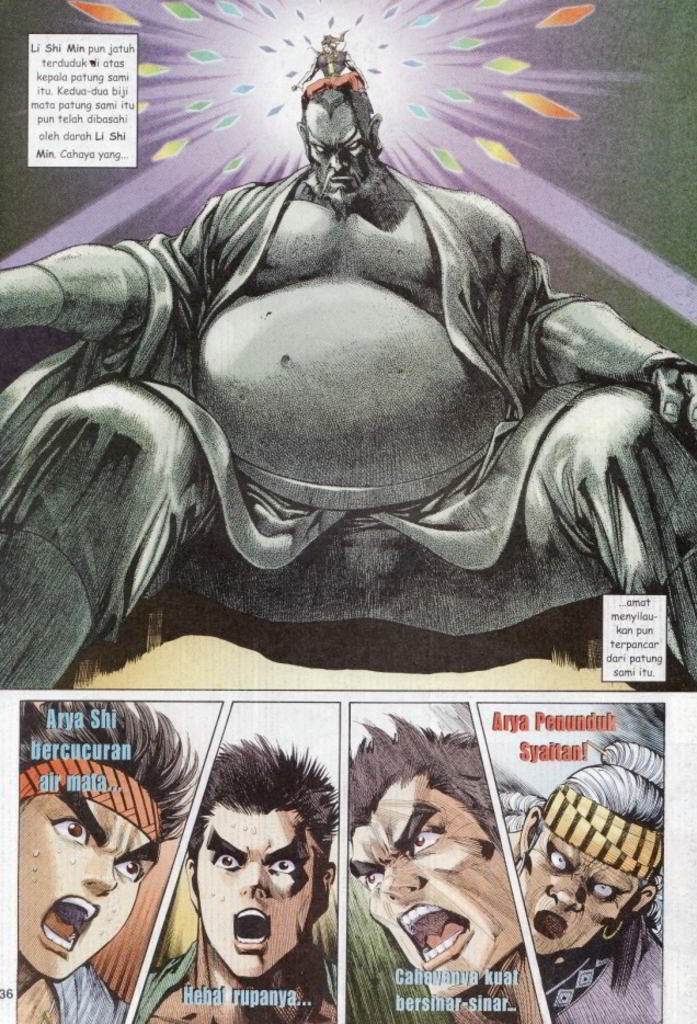 Li Shi Min pun jatuh
terduduk di atas
kepala patung sami
itu. Kedua-dua biji
mata patung sami itu
pun telah dibasahi
oleh darah Li Shi
Min. Cahaya yang...
...amat
menyilau-
kan pun
terpancar
dari patung
sami itu.
Arya Shi
bercucuran
air mata...
Hebat rupanya...
Cahayanya kuat
bersinar-sinar...
Arya Penunduk
Syaitan!
36